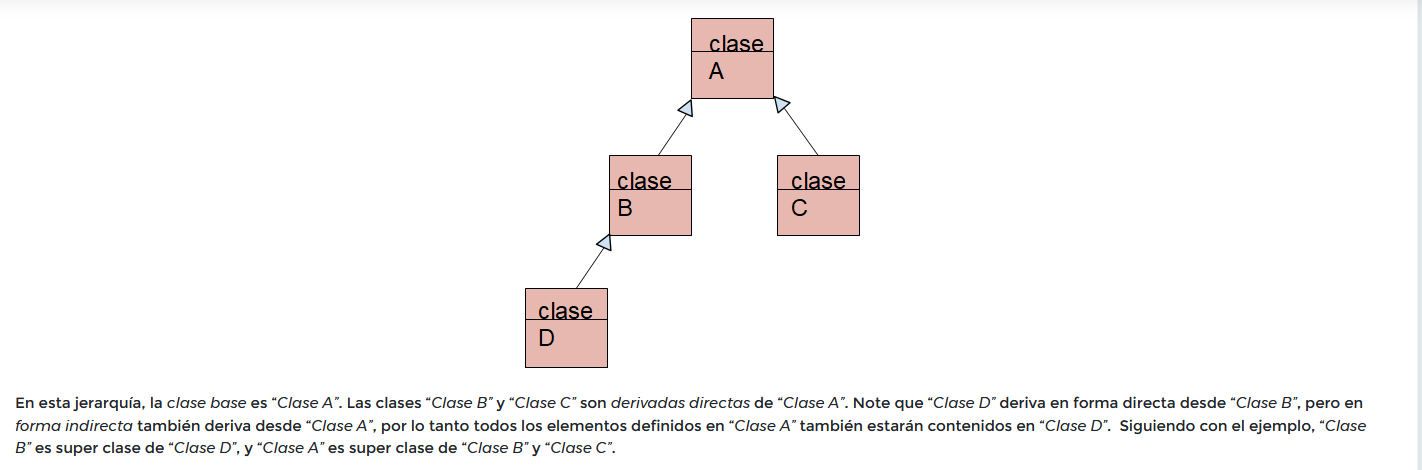 clase
A
clase
B
clase
C
clase
D
En esta jerarquía, la clase base es “Clase A”. Las clases “Clase B” y “Clase C” son derivadas directas de “Clase A”. Note que “Clase D” deriva en forma directa desde “Clase B”, pero en
forma indirecta también deriva desde “Clase A”, por lo tanto todos los elementos definidos en “Clase A” también estarán contenidos en “Clase D”.  Siguiendo con el ejemplo, “Clase
B” es super clase de “Clase D”, y “Clase A” es super clase de “Clase B” y “Clase C”.